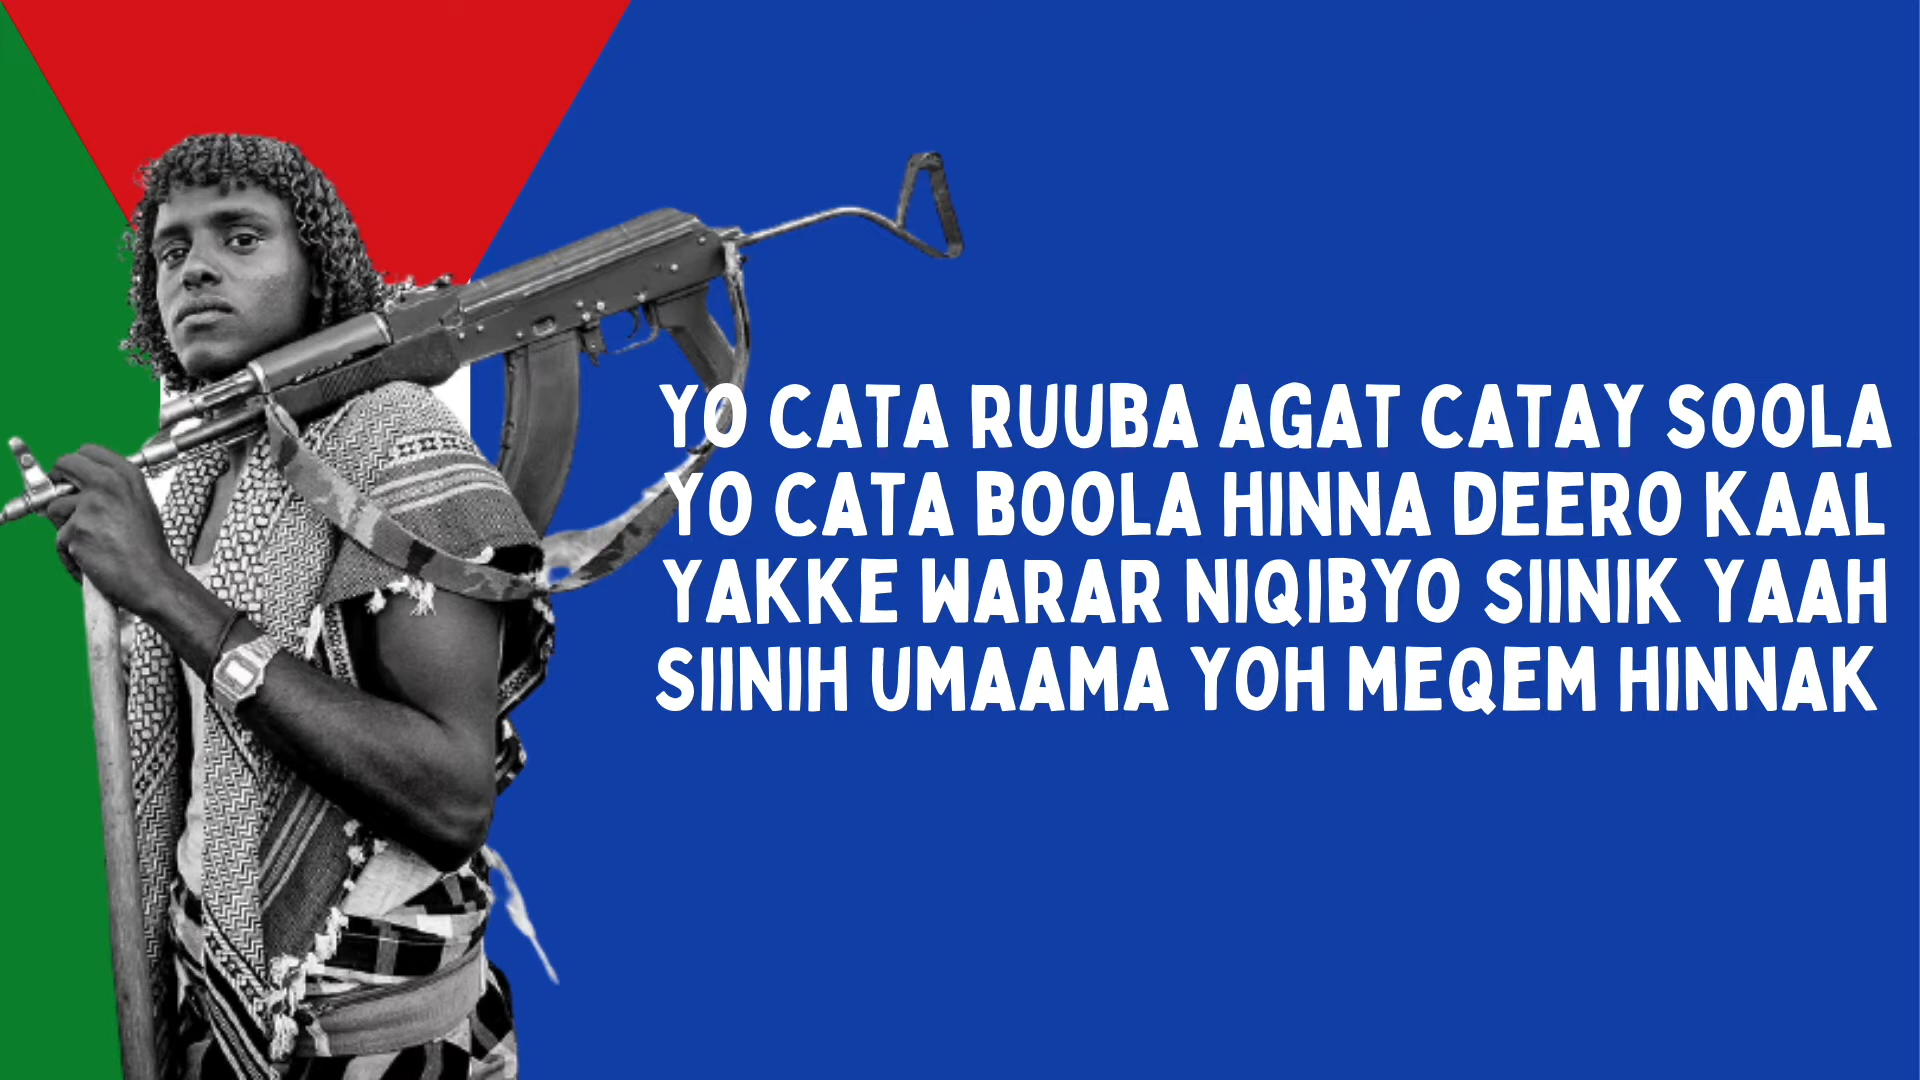 YO CATA RUUBA AGAT CATAY SOOLA
YO CATA BOOLA HINNA DEERO KAAL
YAKKE WARAR NIQIBYO SIINIK YAAH
SIINIH UMAAMA YOH MEQEM HINNAK